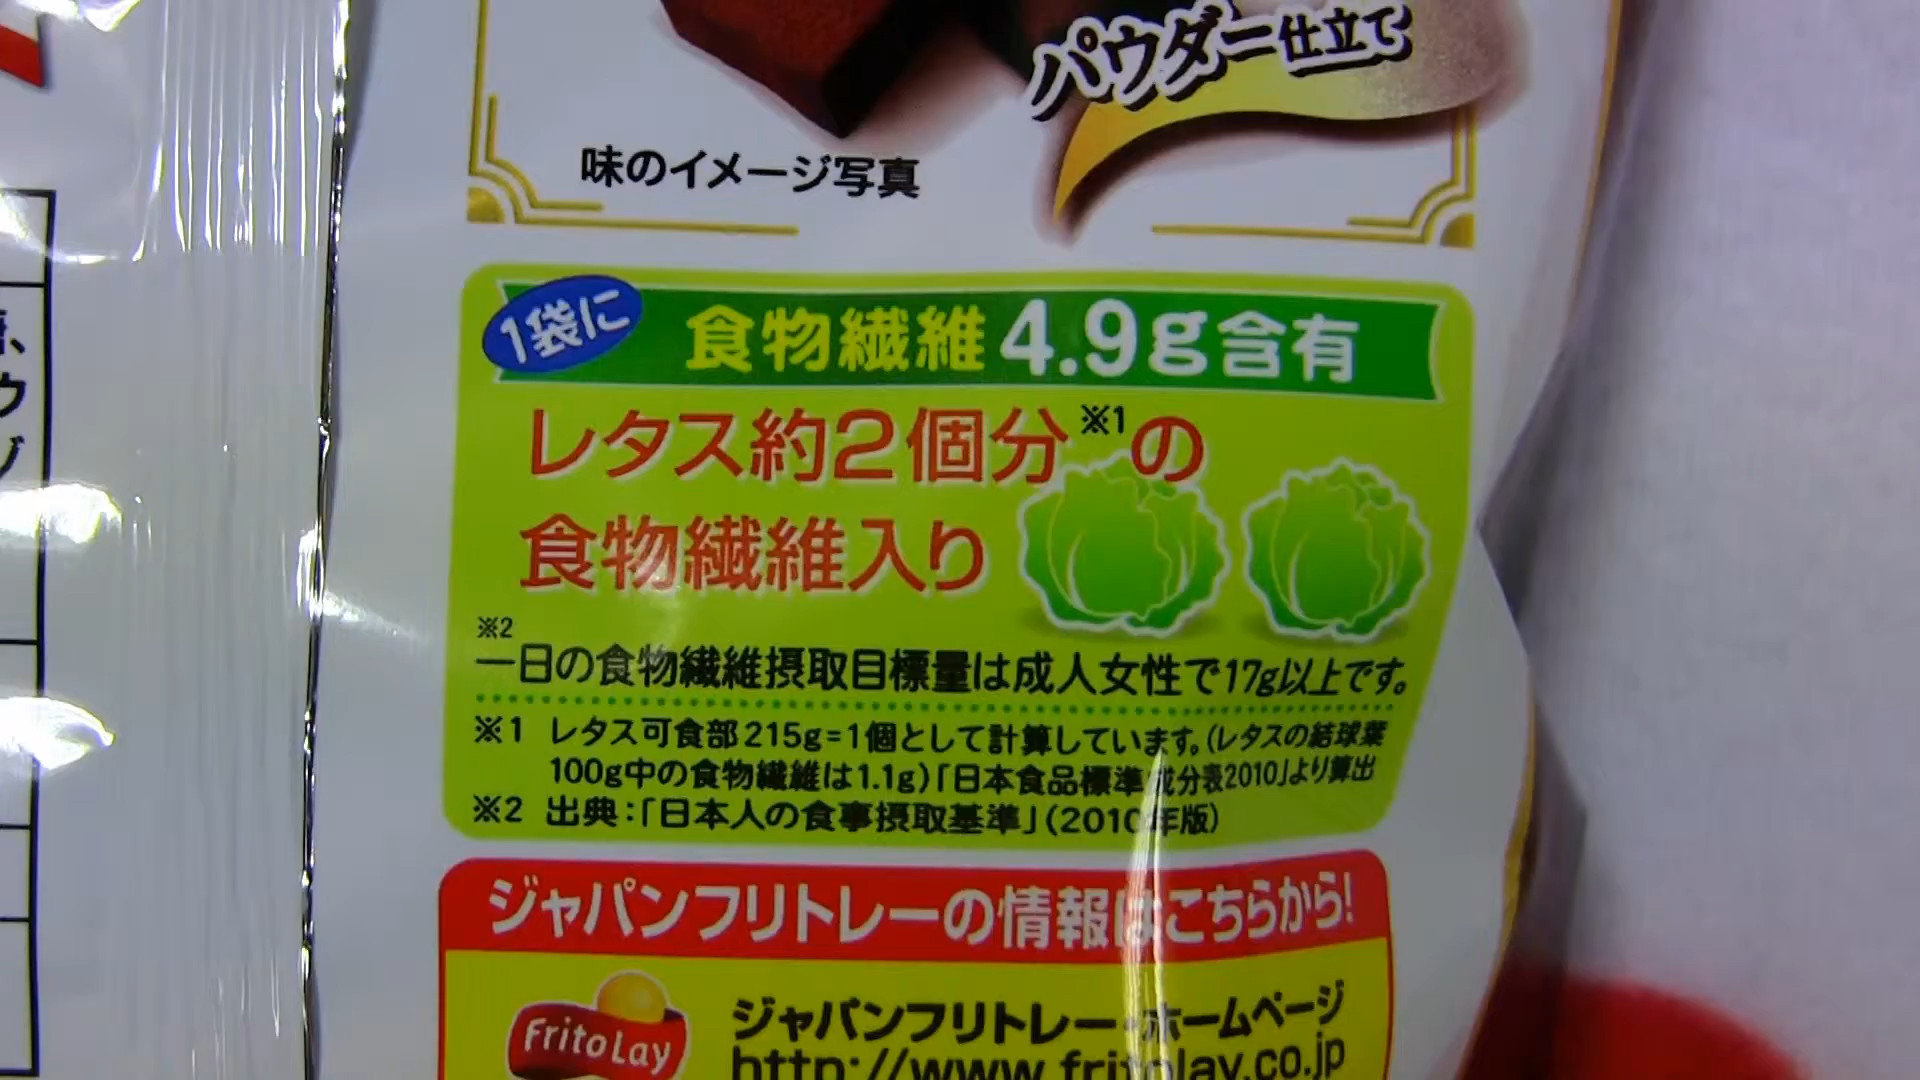 パウダー仕立て
味のイメージ写真
1袋に
食物繊維4.9g含有
レタス約2個分※1の
食物繊維入り
※2
一日の食物繊維摂取目標量は成人女性で17g以上です。
※1 レタス可食部215g=1個として計算しています。(レタスの結球葉
100g中の食物繊維は1.1g)「日本食品標準成分表2010」より算出
※2 出典:「日本人の食事摂取基準」(2010年版)
ジャパンフリトレーの情報はこちらから!
FritoLay
ジャパンフリトレー・ホームページ
http://www.fritolay.co.jp
ウ